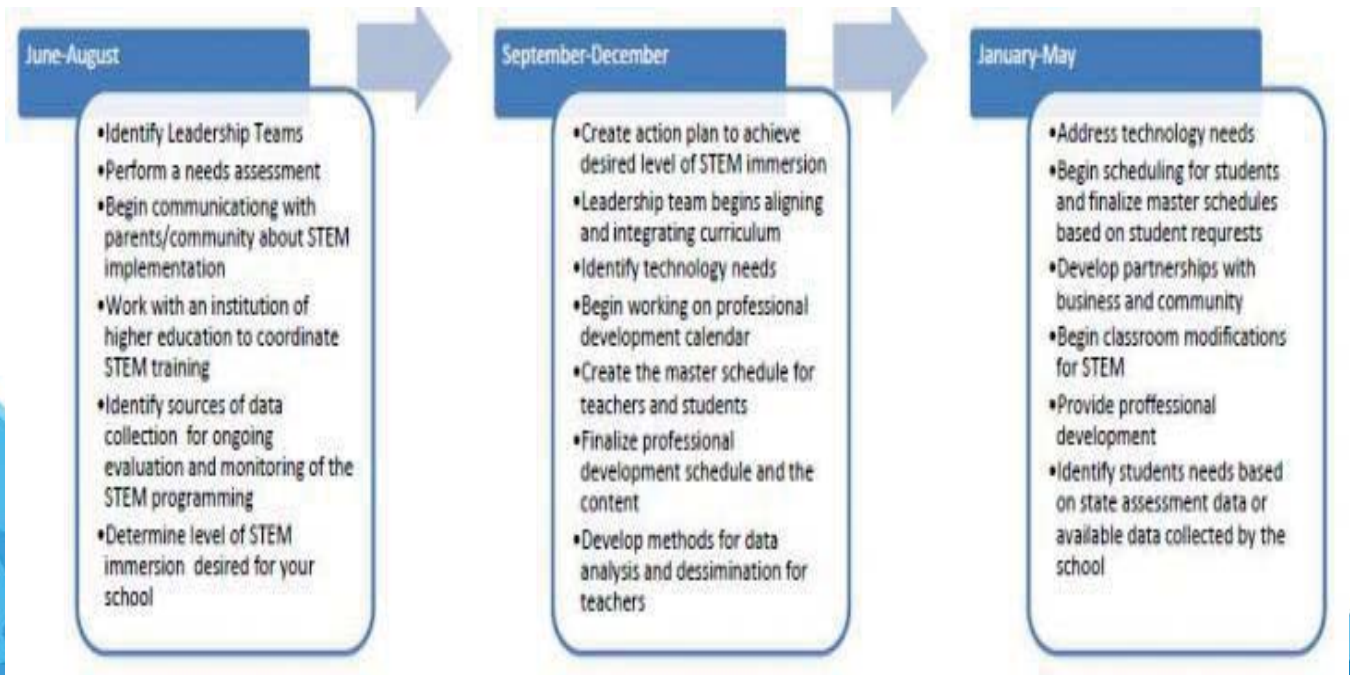 June-August
•Identify Leadership Teams
•Perform a needs assessment
•Begin communicationg with
parents/community about STEM
implementation
•Work with an institution of
higher education to coordinate
STEM training
•Identify sources of data
collection for ongoing
evaluation and monitoring of the
STEM programming
•Determine level of STEM
immersion desired for your
school
September-December
•Create action plan to achieve
desired level of STEM immersion
•Leadership team begins aligning
and integrating curriculum
•Identify technology needs
•Begin working on professional
development calendar
•Create the master schedule for
teachers and students
•Finalize professional
development schedule and the
content
•Develop methods for data
analysis and dessimination for
teachers
January-May
•Address technology needs
•Begin scheduling for students
and finalize master schedules
based on student requrests
•Develop partnerships with
business and community
•Begin classroom modifications
for STEM
•Provide proffessional
development
•Identify students needs based
on state assessment data or
available data collected by the
school